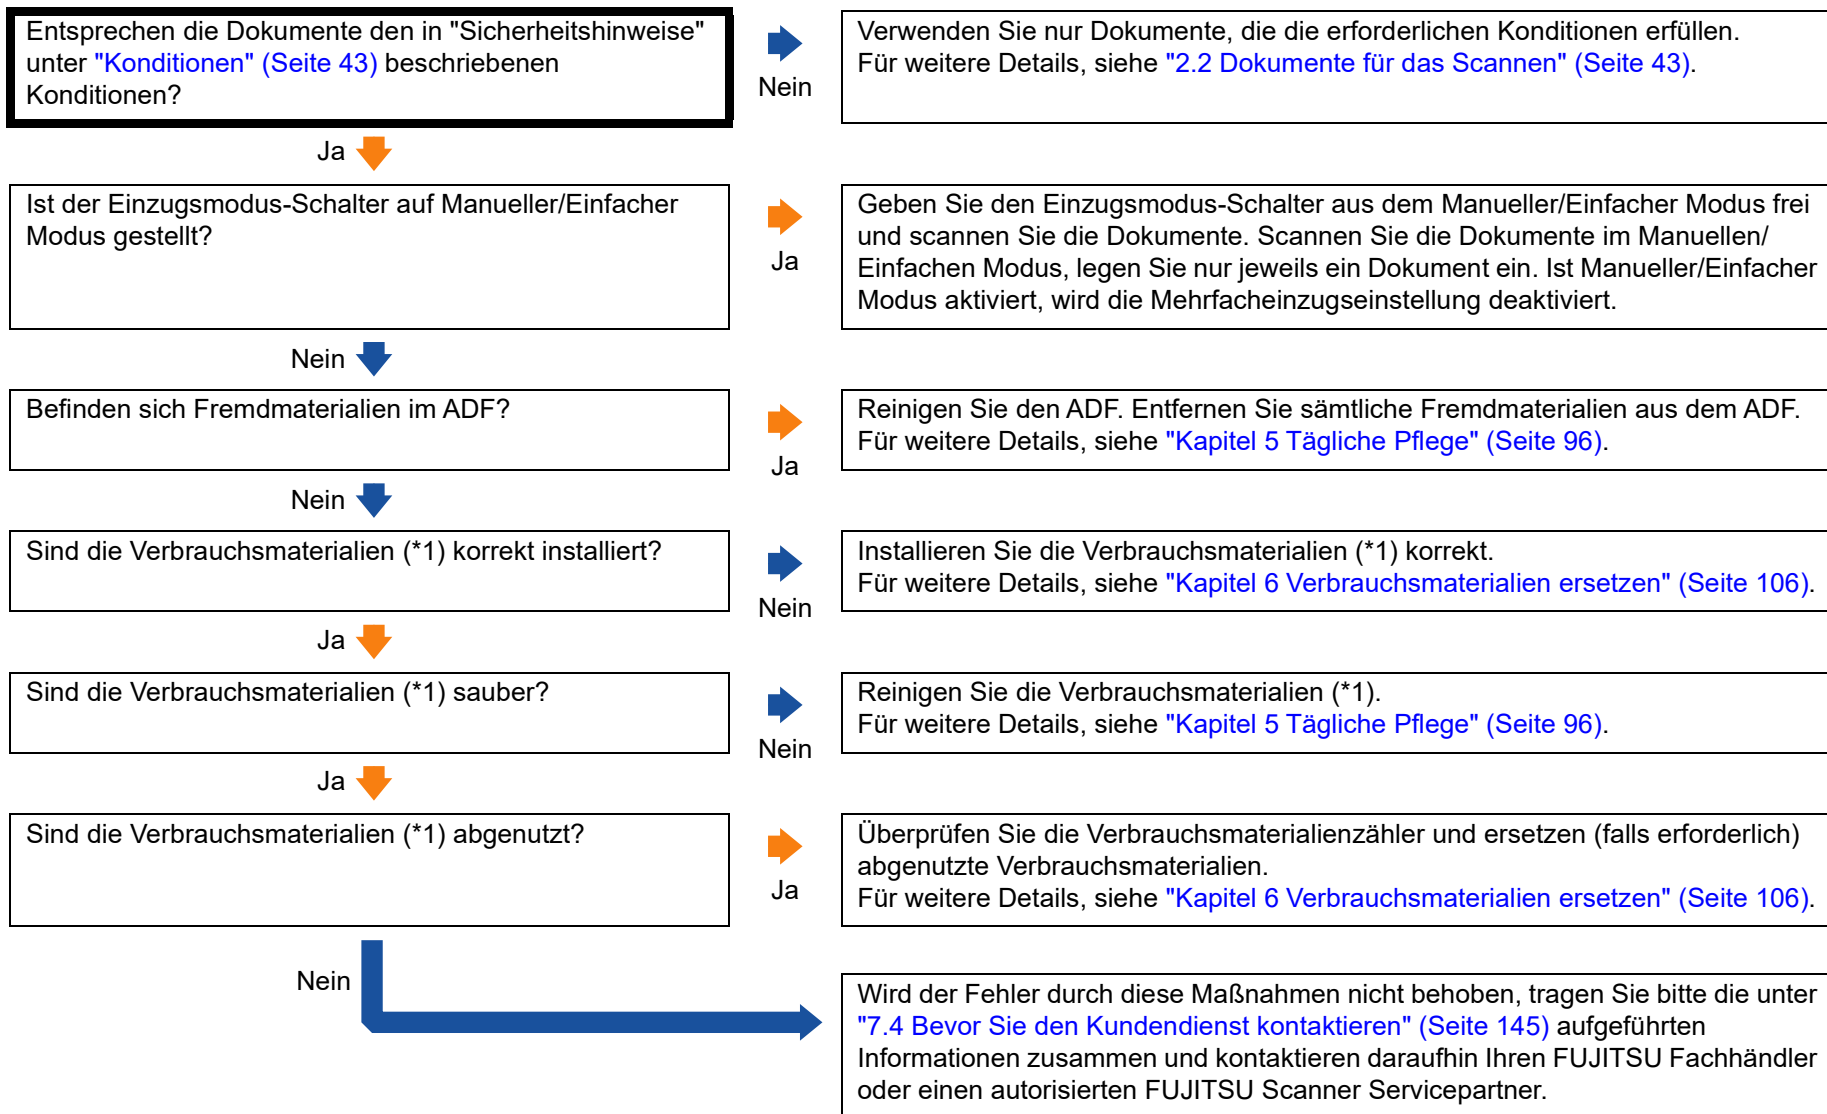 Entsprechen die Dokumente den in "Sicherheitshinweise"
unter "Konditionen" (Seite 43) beschriebenen
Konditionen?
Nein
Verwenden Sie nur Dokumente, die die erforderlichen Konditionen erfüllen.
Für weitere Details, siehe "2.2 Dokumente für das Scannen" (Seite 43).
Ja
Ist der Einzugsmodus-Schalter auf Manueller/Einfacher
Modus gestellt?
Ja
Geben Sie den Einzugsmodus-Schalter aus dem Manueller/Einfacher Modus frei
und scannen Sie die Dokumente. Scannen Sie die Dokumente im Manuellen/
Einfachen Modus, legen Sie nur jeweils ein Dokument ein. Ist Manueller/Einfacher
Modus aktiviert, wird die Mehrfacheinzugseinstellung deaktiviert.
Nein
Befinden sich Fremdmaterialien im ADF?
Ja
Reinigen Sie den ADF. Entfernen Sie sämtliche Fremdmaterialien aus dem ADF.
Für weitere Details, siehe "Kapitel 5 Tägliche Pflege" (Seite 96).
Nein
Sind die Verbrauchsmaterialien (*1) korrekt installiert?
Nein
Installieren Sie die Verbrauchsmaterialien (*1) korrekt.
Für weitere Details, siehe "Kapitel 6 Verbrauchsmaterialien ersetzen" (Seite 106).
Ja
Sind die Verbrauchsmaterialien (*1) sauber?
Nein
Reinigen Sie die Verbrauchsmaterialien (*1).
Für weitere Details, siehe "Kapitel 5 Tägliche Pflege" (Seite 96).
Ja
Sind die Verbrauchsmaterialien (*1) abgenutzt?
Ja
Überprüfen Sie die Verbrauchsmaterialienzähler und ersetzen (falls erforderlich)
abgenutzte Verbrauchsmaterialien.
Für weitere Details, siehe "Kapitel 6 Verbrauchsmaterialien ersetzen" (Seite 106).
Nein
Wird der Fehler durch diese Maßnahmen nicht behoben, tragen Sie bitte die unter
"7.4 Bevor Sie den Kundendienst kontaktieren" (Seite 145) aufgeführten
Informationen zusammen und kontaktieren daraufhin Ihren FUJITSU Fachhändler
oder einen autorisierten FUJITSU Scanner Servicepartner.